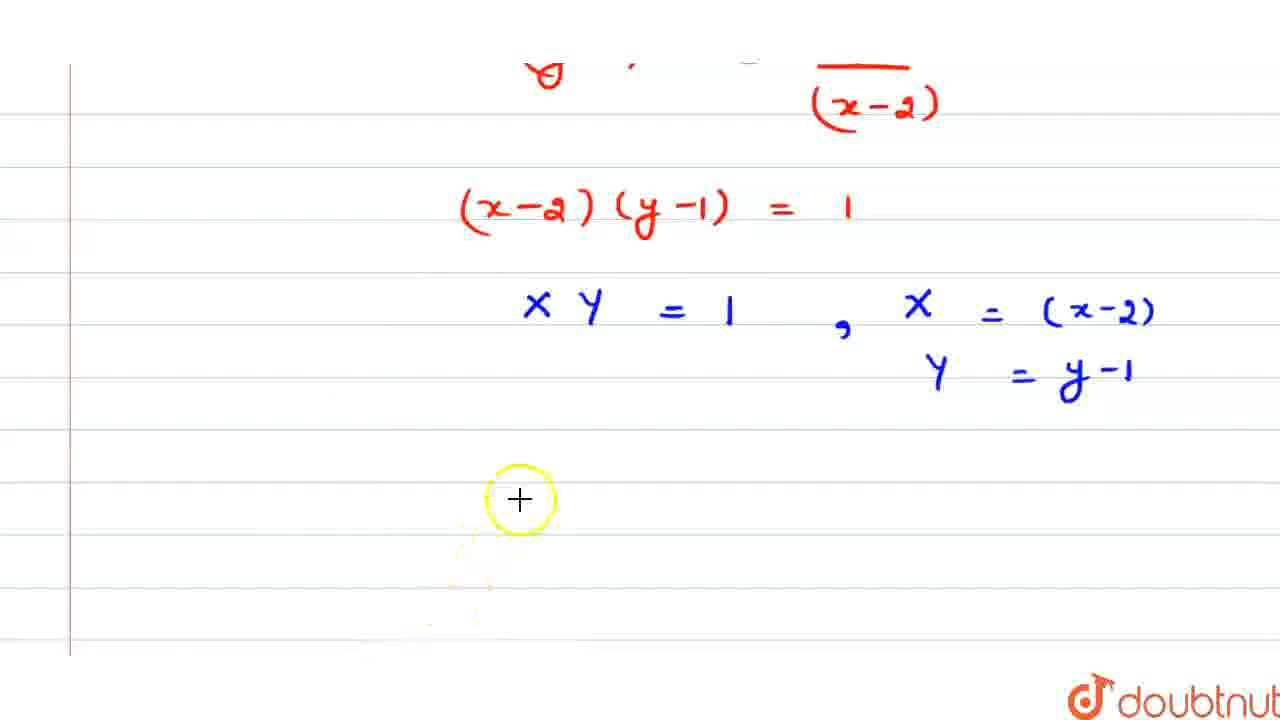 (x-2)
(x-2)(y-1) = 1
X Y = 1 , X = (x-2)
Y = y-1
doubtnut